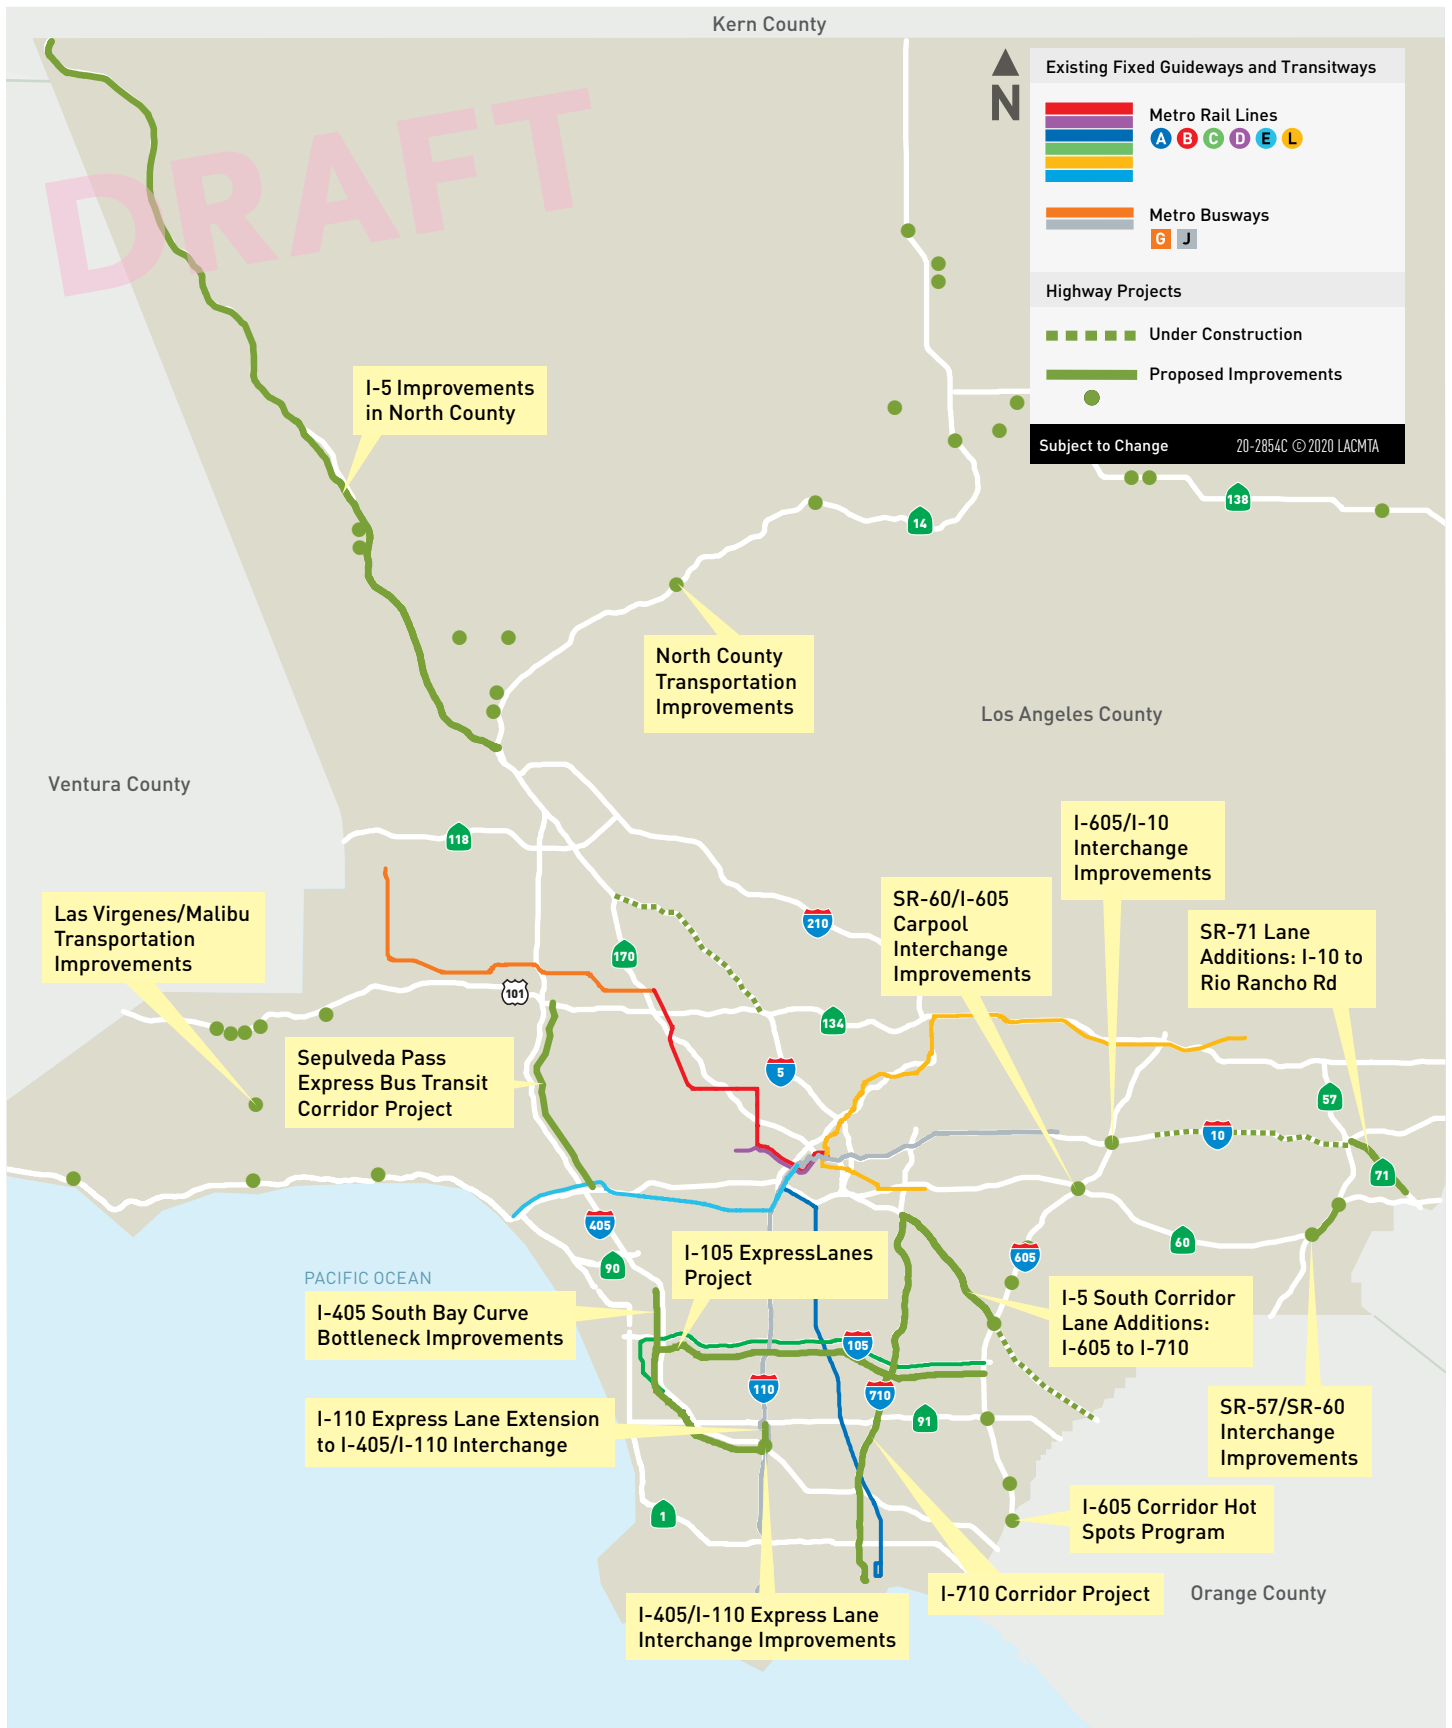 Kern County
DRAFT
N
Existing Fixed Guideways and Transitways
Metro Rail Lines
A B C D E L
Metro Busways
G J
Highway Projects
Under Construction
Proposed Improvements
Subject to Change 20-2854C © 2020 LACMTA
I-5 Improvements
in North County
138
14
North County
Transportation
Improvements
Los Angeles County
Ventura County
118
I-605/I-10
Interchange
Improvements
SR-60/I-605
Carpool
Interchange
Improvements
Las Virgenes/Malibu
Transportation
Improvements
SR-71 Lane
Additions: I-10 to
Rio Rancho Rd
210
170
101
134
Sepulveda Pass
Express Bus Transit
Corridor Project
5
57
10
71
405
60
605
90
I-105 ExpressLanes
Project
PACIFIC OCEAN
I-405 South Bay Curve
Bottleneck Improvements
I-5 South Corridor
Lane Additions:
I-605 to I-710
105
110
710
91
I-110 Express Lane Extension
to I-405/I-110 Interchange
SR-57/SR-60
Interchange
Improvements
1
I-605 Corridor Hot
Spots Program
I-710 Corridor Project
Orange County
I-405/I-110 Express Lane
Interchange Improvements